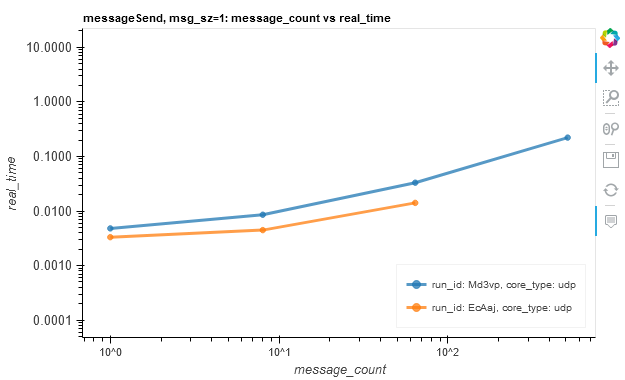 messageSend, msg_sz=1: message_count vs real_time
10.0000
1.0000
0.1000
0.0100
0.0010
0.0001
real_time
run_id: Md3vp, core_type: udp
run_id: EcAaj, core_type: udp
10^0 10^1 10^2
message_count